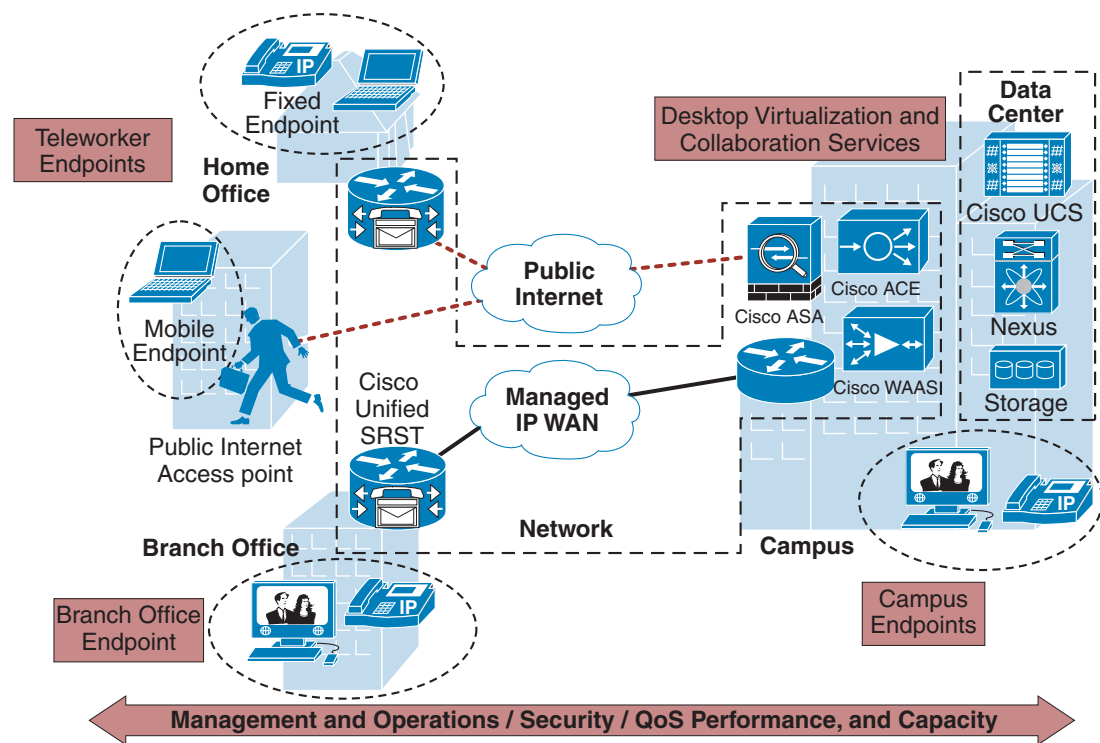 IP
Fixed
Endpoint
Teleworker
Endpoints
Home
Office
Desktop Virtualization and
Collaboration Services
Data
Center
Cisco UCS
Public
Internet
Cisco ASA
Cisco ACE
Nexus
Mobile
Endpoint
Cisco WAAS
Storage
Cisco
Unified
SRST
Managed
IP WAN
Public Internet
Access point
IP
Network
Campus
Branch Office
Branch Office
Endpoint
IP
Campus
Endpoints
Management and Operations / Security / QoS Performance, and Capacity